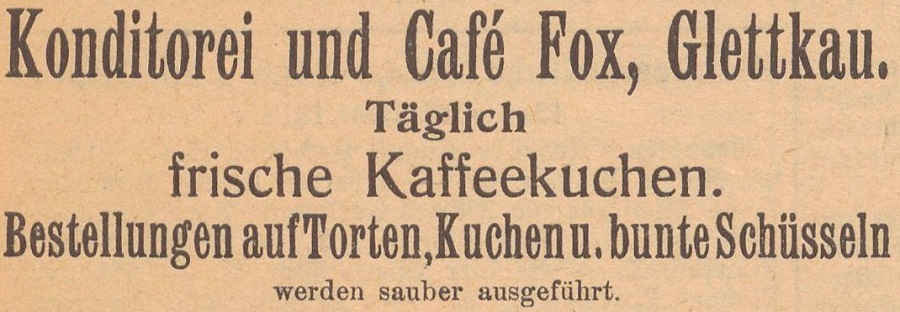 Konditorei und Café Fox, Glettkau.
Täglich
frische Kaffeekuchen.
Bestellungen auf Torten, Kuchen u. bunte Schüsseln
werden sauber ausgeführt.